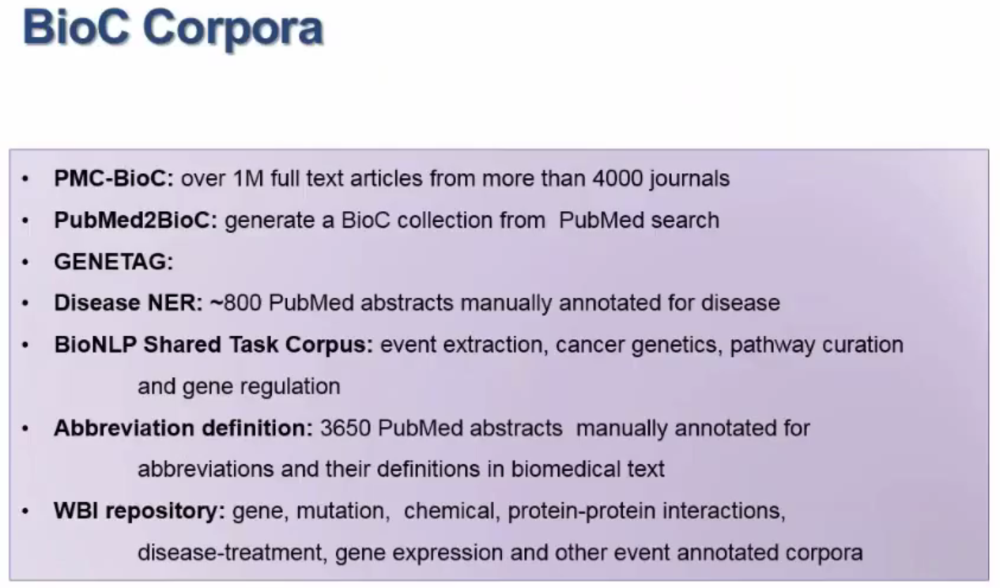 BioC Corpora
• PMC-BioC: over 1M full text articles from more than 4000 journals
• PubMed2BioC: generate a BioC collection from  PubMed search
• GENETAG:
• Disease NER: ~800 PubMed abstracts manually annotated for disease
• BioNLP Shared Task Corpus: event extraction, cancer genetics, pathway curation
and gene regulation
• Abbreviation definition: 3650 PubMed abstracts  manually annotated for
abbreviations and their definitions in biomedical text
• WBI repository: gene, mutation,  chemical, protein-protein interactions,
disease-treatment, gene expression and other event annotated corpora